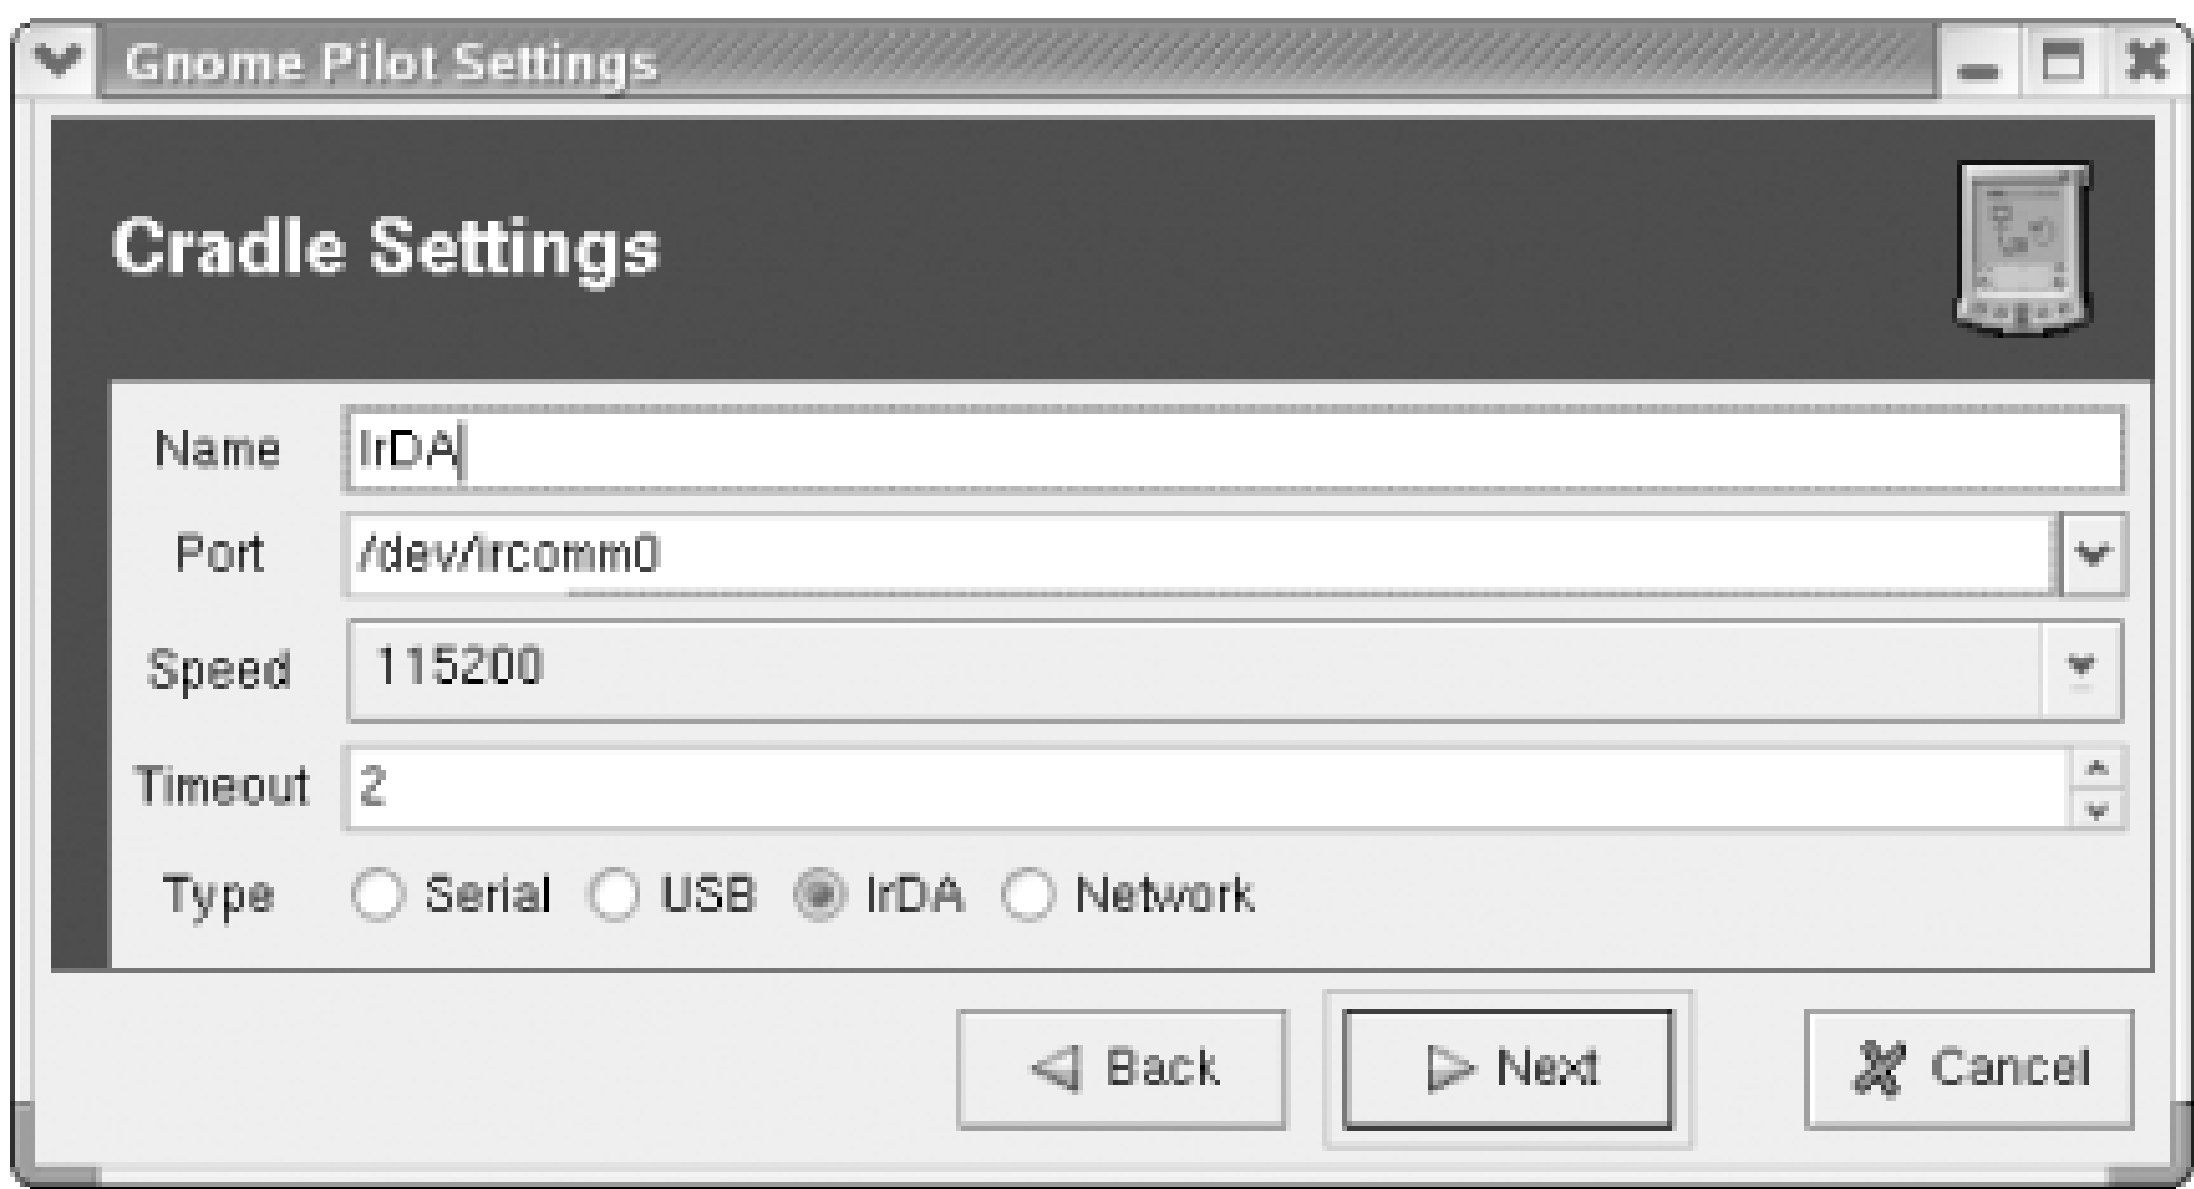 Gnome Pilot Settings
Cradle Settings
Name IrDA
Port /dev/ircomm0
Speed 115200
Timeout 2
Type Serial USB IrDA Network
Back Next Cancel